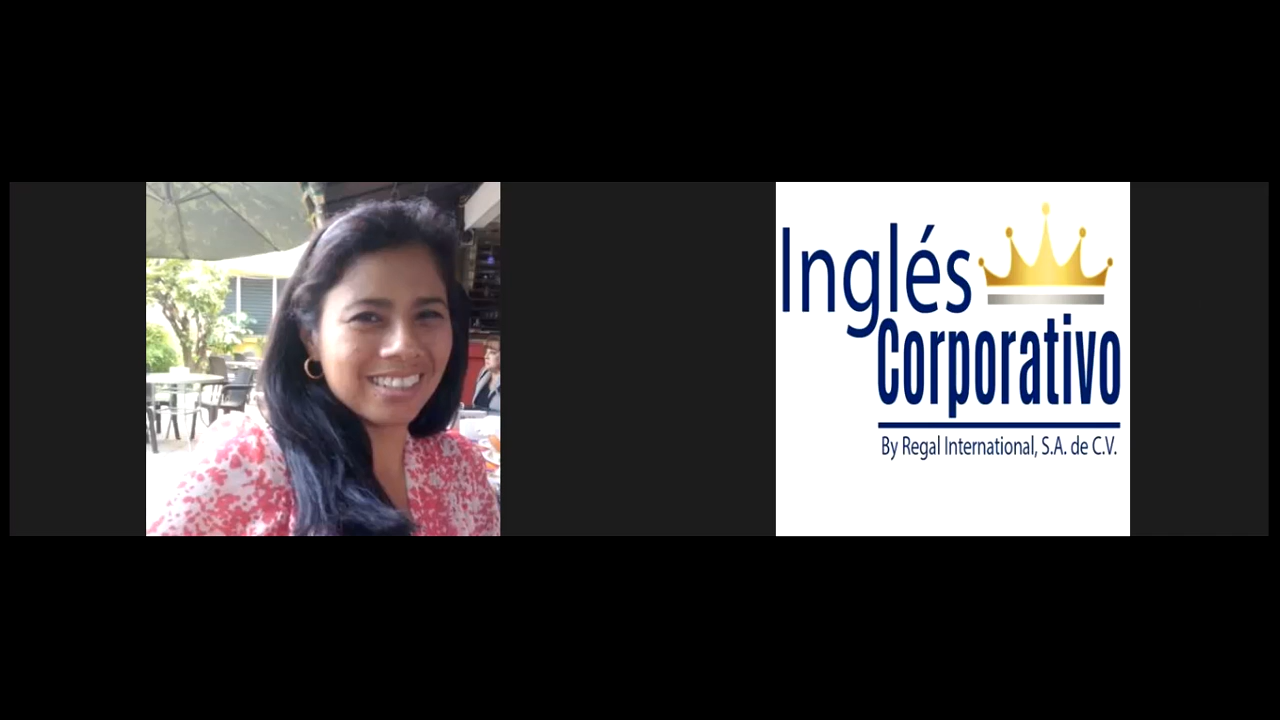 Inglés
Corporativo
By Regal International, S.A. de C.V.